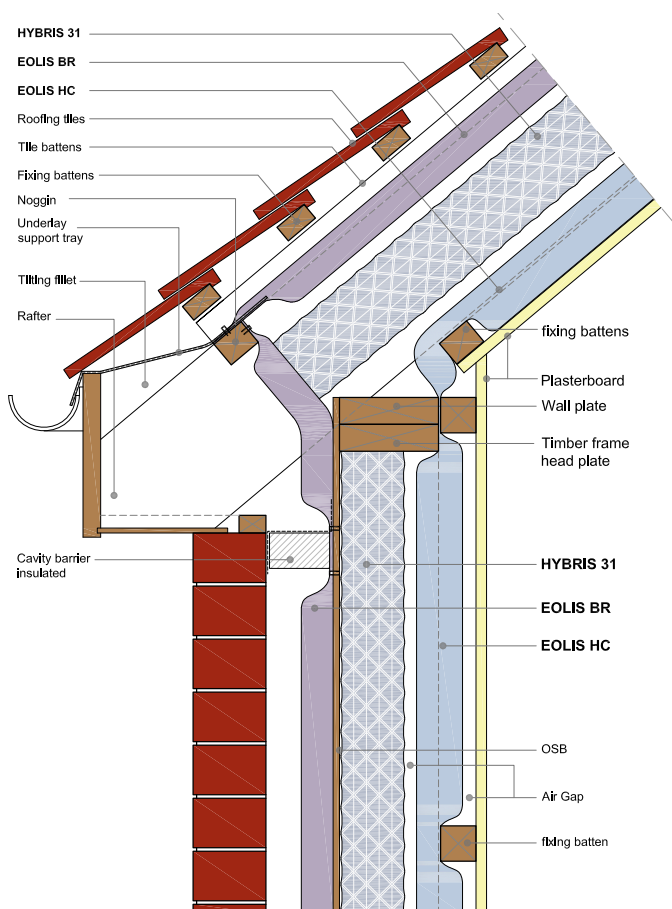 HYBRIS 31
EOLIS BR
EOLIS HC
Roofing tiles
Tile battens
Fixing battens
Noggin
Underlay
support tray
Tilting fillet
Rafter
Cavity barrier
insulated
fixing battens
Plasterboard
Wall plate
Timber frame
head plate
HYBRIS 31
EOLIS BR
EOLIS HC
OSB
Air Gap
fixing batten